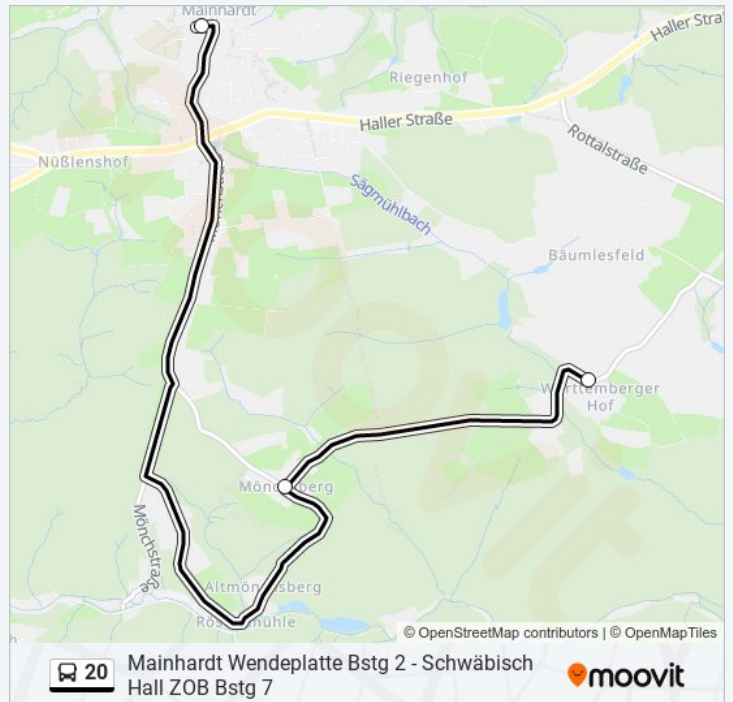 Mainhardt
Haller Stra
Riegenhof
Haller Straße
Rottalstraße
Nüßlenshof
Sägmühlbach
Bäumlesfeld
Württemberger
Hof
Mönchsberg
Mönchstraße
Altmönchsberg
© OpenStreetMap contributors | © OpenMapTiles
20
Mainhardt Wendeplatte Bstg 2 - Schwäbisch
Hall ZOB Bstg 7
moovit